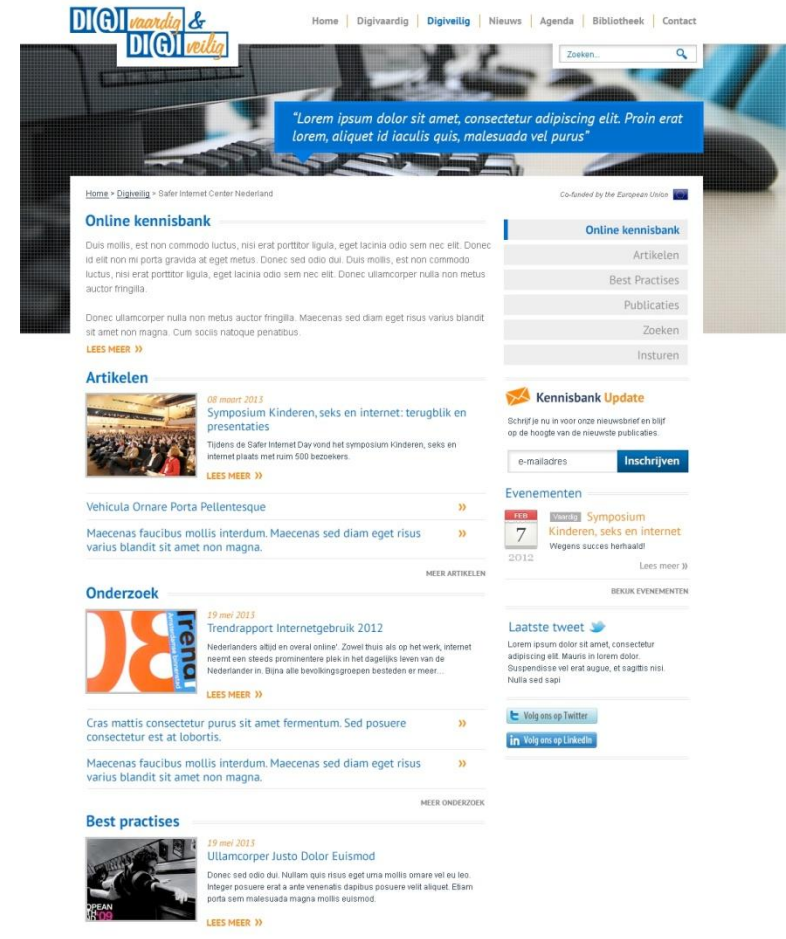 DIGIvaardig &
DIGIveilig
Home
Digivaardig
Digiveilig
Nieuws
Agenda
Bibliotheek
Contact
Zoeken..
“Lorem ipsum dolor sit amet, consectetur adipiscing elit. Proin erat
lorem, aliquet id iaculis quis, malesuada vel purus”
Home > Digiveilig > Safer Internet Center Nederland
Co-funded by the European Union
Online kennisbank
Duis mollis, est non commodo luctus, nisi erat porttitor ligula, eget lacinia odio sem nec elit. Donec
id elit non mi porta gravida at eget metus. Donec sed odio dui. Duis mollis, est non commodo
luctus, nisi erat porttitor ligula, eget lacinia odio sem nec elit. Donec ullamcorper nulla non metus
auctor fringilla.
Donec ullamcorper nulla non metus auctor fringilla. Maecenas sed diam eget risus varius blandit
sit amet non magna. Cum sociis natoque penatibus.
LEES MEER »
Artikelen
08 maart 2013
Symposium Kinderen, seks en internet: terugblik en
presentaties
Tijdens de Safer Internet Day vond het symposium Kinderen, seks en
internet plaats met ruim 500 bezoekers.
LEES MEER »
Vehicula Ornare Porta Pellentesque »
Maecenas faucibus mollis interdum. Maecenas sed diam eget risus »
varius blandit sit amet non magna.
MEER ARTIKELEN
Onderzoek
Trend
19 mei 2013
Trendrapport Internetgebruik 2012
Nederlanders altijd en overal online'. Zowel thuis als op het werk, internet
neemt een steeds prominentere plek in het dagelijks leven van de
Nederlander in. Bijna alle bevolkingsgroepen besteden er meer...
LEES MEER »
Cras mattis consectetur purus sit amet fermentum. Sed posuere »
consectetur est at lobortis.
Maecenas faucibus mollis interdum. Maecenas sed diam eget risus »
varius blandit sit amet non magna.
MEER ONDERZOEK
Best practises
OPEAN
'09
19 mei 2013
Ullamcorper Justo Dolor Euismod
Donec sed odio dui. Nullam quis risus eget urna mollis ornare vel eu leo.
Integer posuere erat a ante venenatis dapibus posuere velit aliquet. Etiam
porta sem malesuada magna mollis euismod.
LEES MEER »
Online kennisbank
Artikelen
Best Practises
Publicaties
Zoeken
Insturen
Kennisbank Update
Schrijf je nu in voor onze nieuwsbrief en blijf
op de hoogte van de nieuwste publicaties.
e-mailadres
Inschrijven
Evenementen
FEB
7
2012
Vaardig Symposium
Kinderen, seks en internet
Wegens succes herhaald!
Lees meer »
BEKIJK EVENEMENTEN
Laatste tweet
Lorem ipsum dolor sit amet, consectetur
adipiscing elit. Mauris in lorem dolor.
Suspendisse vel erat augue, et sagittis nisi.
Nulla sed sapi
Volg ons op Twitter
in Volg ons op LinkedIn